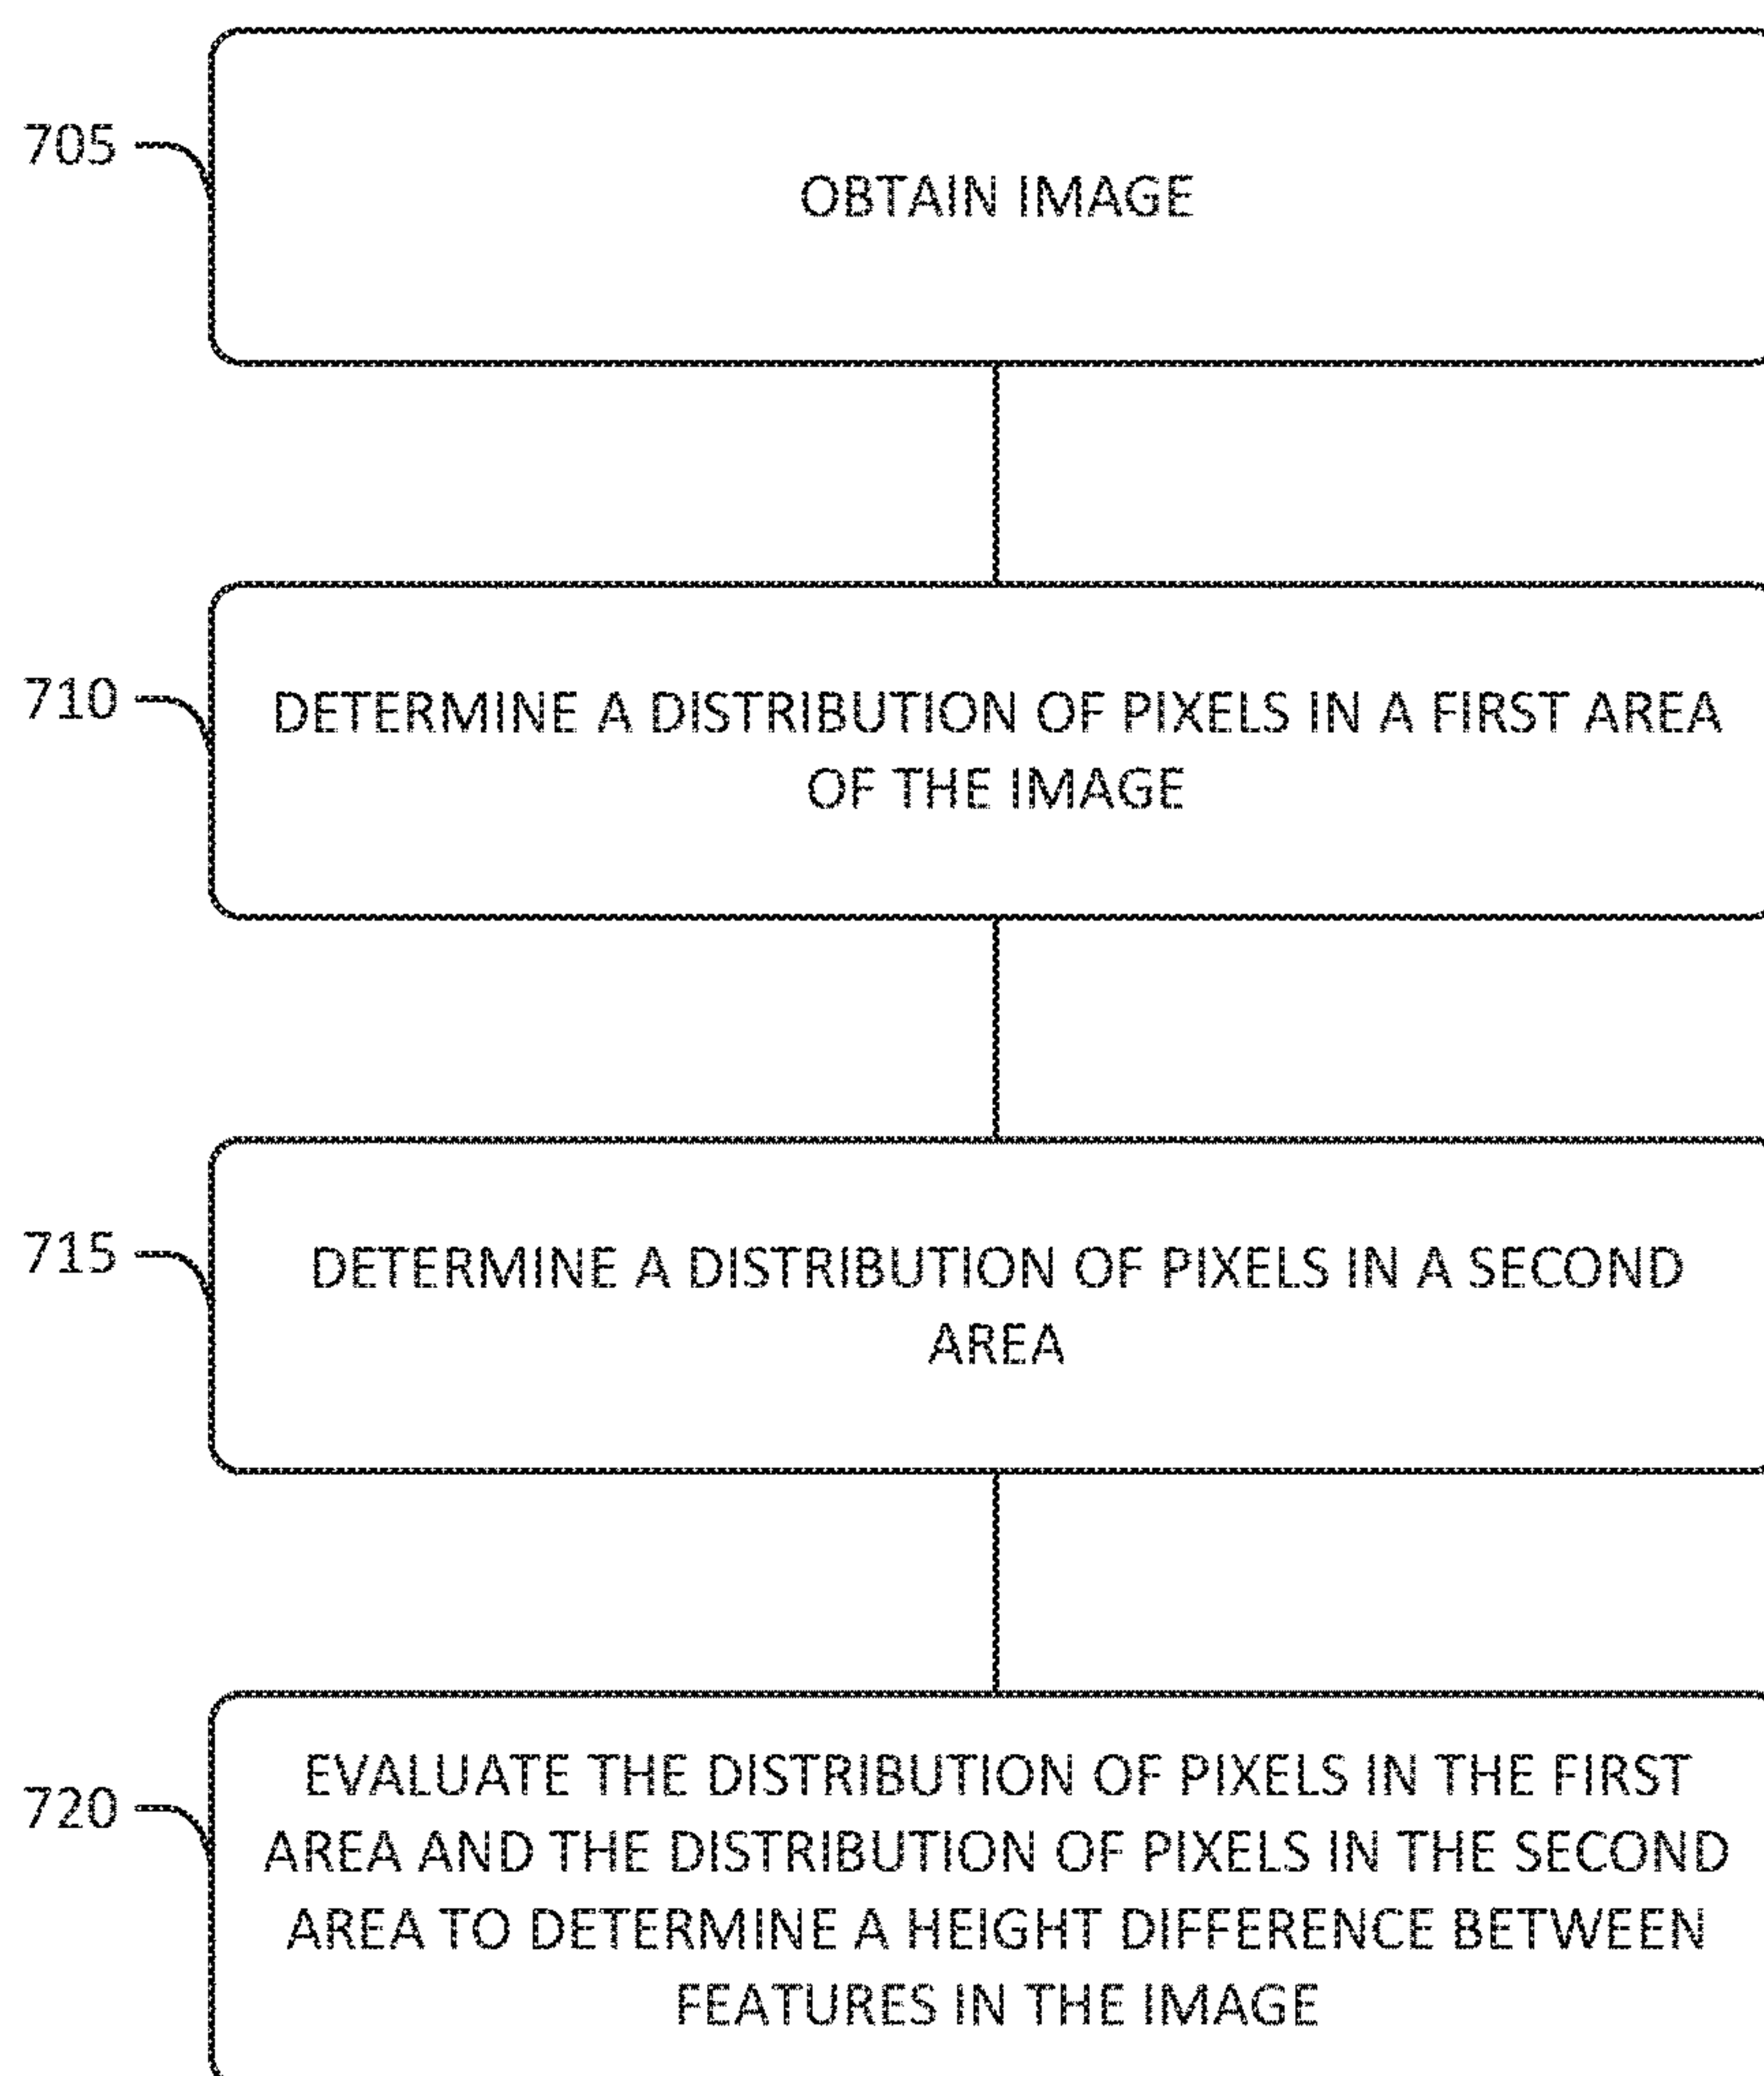 705
OBTAIN IMAGE
710
DETERMINE A DISTRIBUTION OF PIXELS IN A FIRST AREA
OF THE IMAGE
715
DETERMINE A DISTRIBUTION OF PIXELS IN A SECOND
AREA
720
EVALUATE THE DISTRIBUTION OF PIXELS IN THE FIRST
AREA AND THE DISTRIBUTION OF PIXELS IN THE SECOND
AREA TO DETERMINE A HEIGHT DIFFERENCE BETWEEN
FEATURES IN THE IMAGE